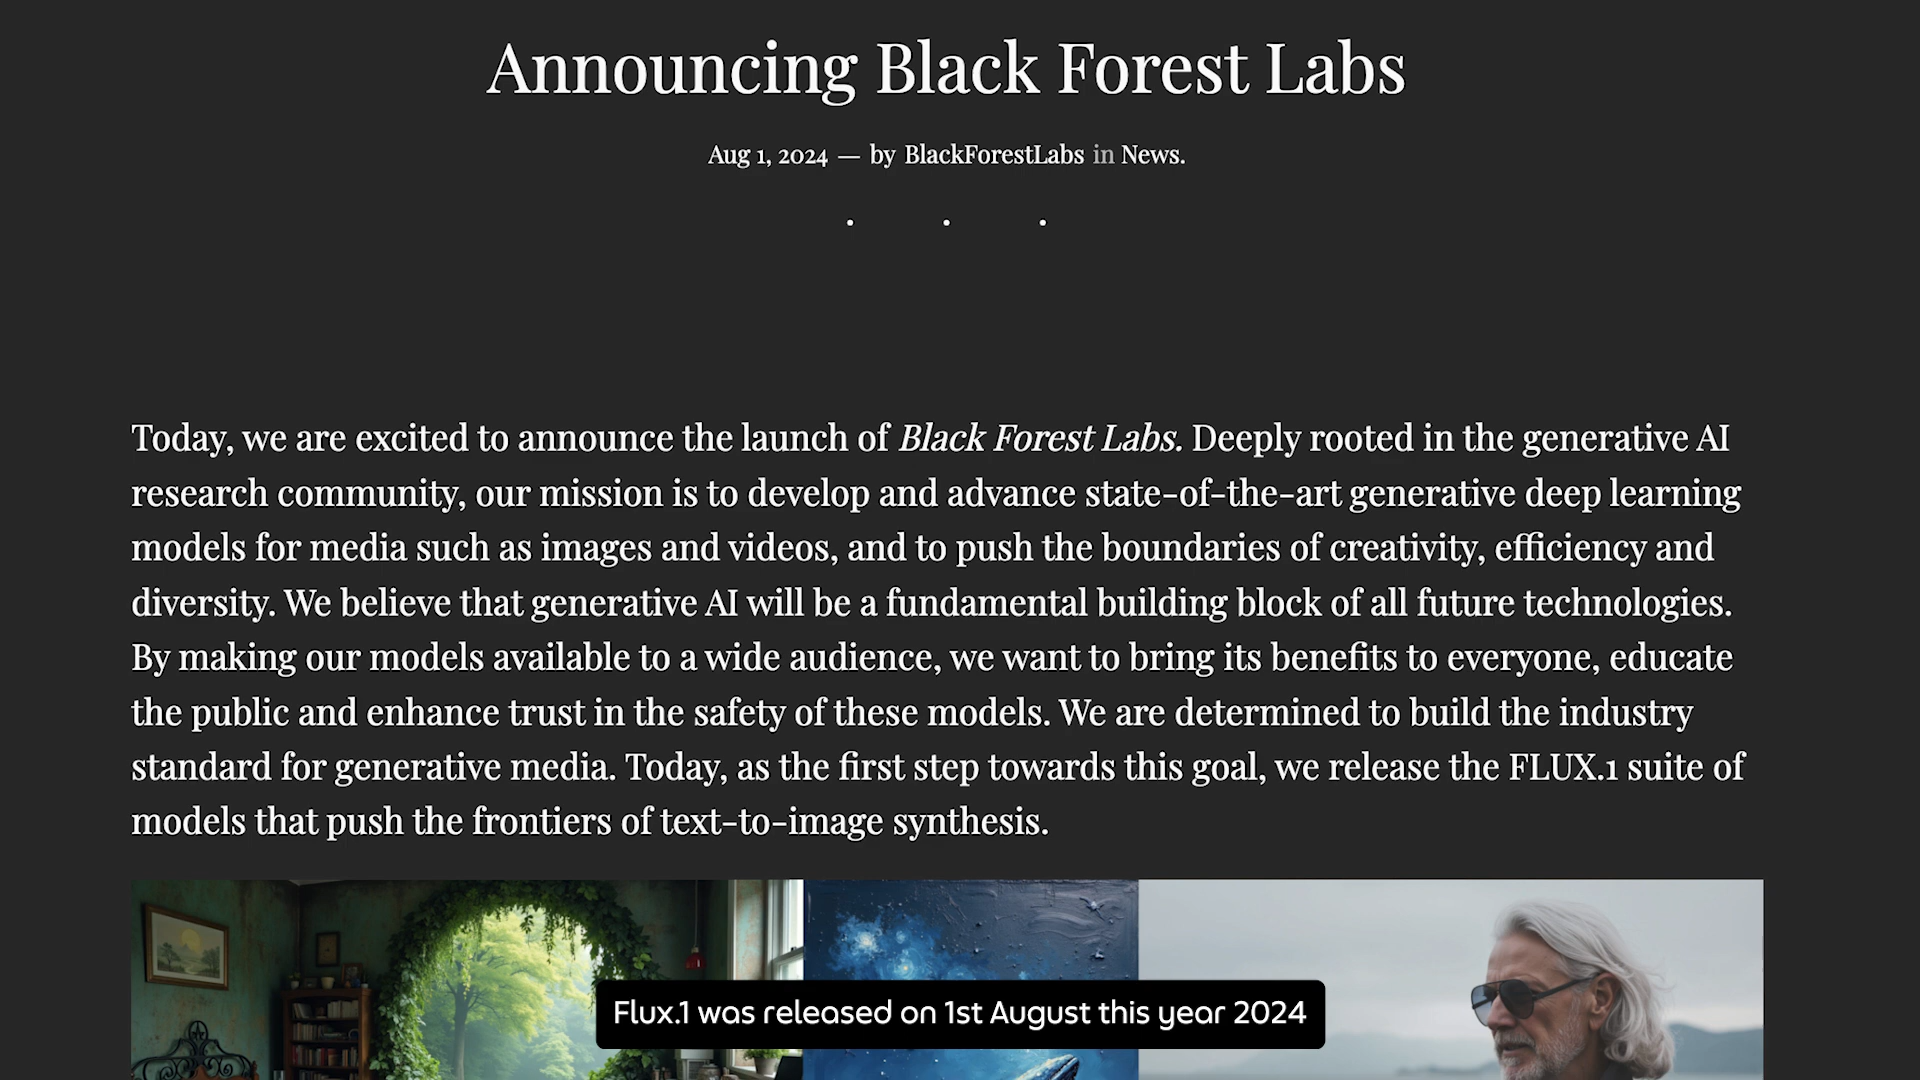 Announcing Black Forest Labs
Aug 1, 2024 — by BlackForestLabs in News.
Today, we are excited to announce the launch of Black Forest Labs. Deeply rooted in the generative AI
research community, our mission is to develop and advance state-of-the-art generative deep learning
models for media such as images and videos, and to push the boundaries of creativity, efficiency and
diversity. We believe that generative AI will be a fundamental building block of all future technologies.
By making our models available to a wide audience, we want to bring its benefits to everyone, educate
the public and enhance trust in the safety of these models. We are determined to build the industry
standard for generative media. Today, as the first step towards this goal, we release the FLUX.1 suite of
models that push the frontiers of text-to-image synthesis.
Flux.1 was released on 1st August this year 2024